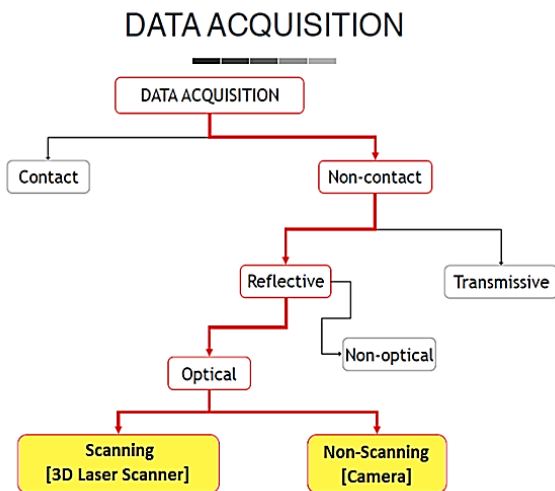 DATA ACQUISITION
DATA ACQUISITION
Contact
Non-contact
Reflective
Transmissive
Non-optical
Optical
Scanning
[3D Laser Scanner]
Non-Scanning
[Camera]